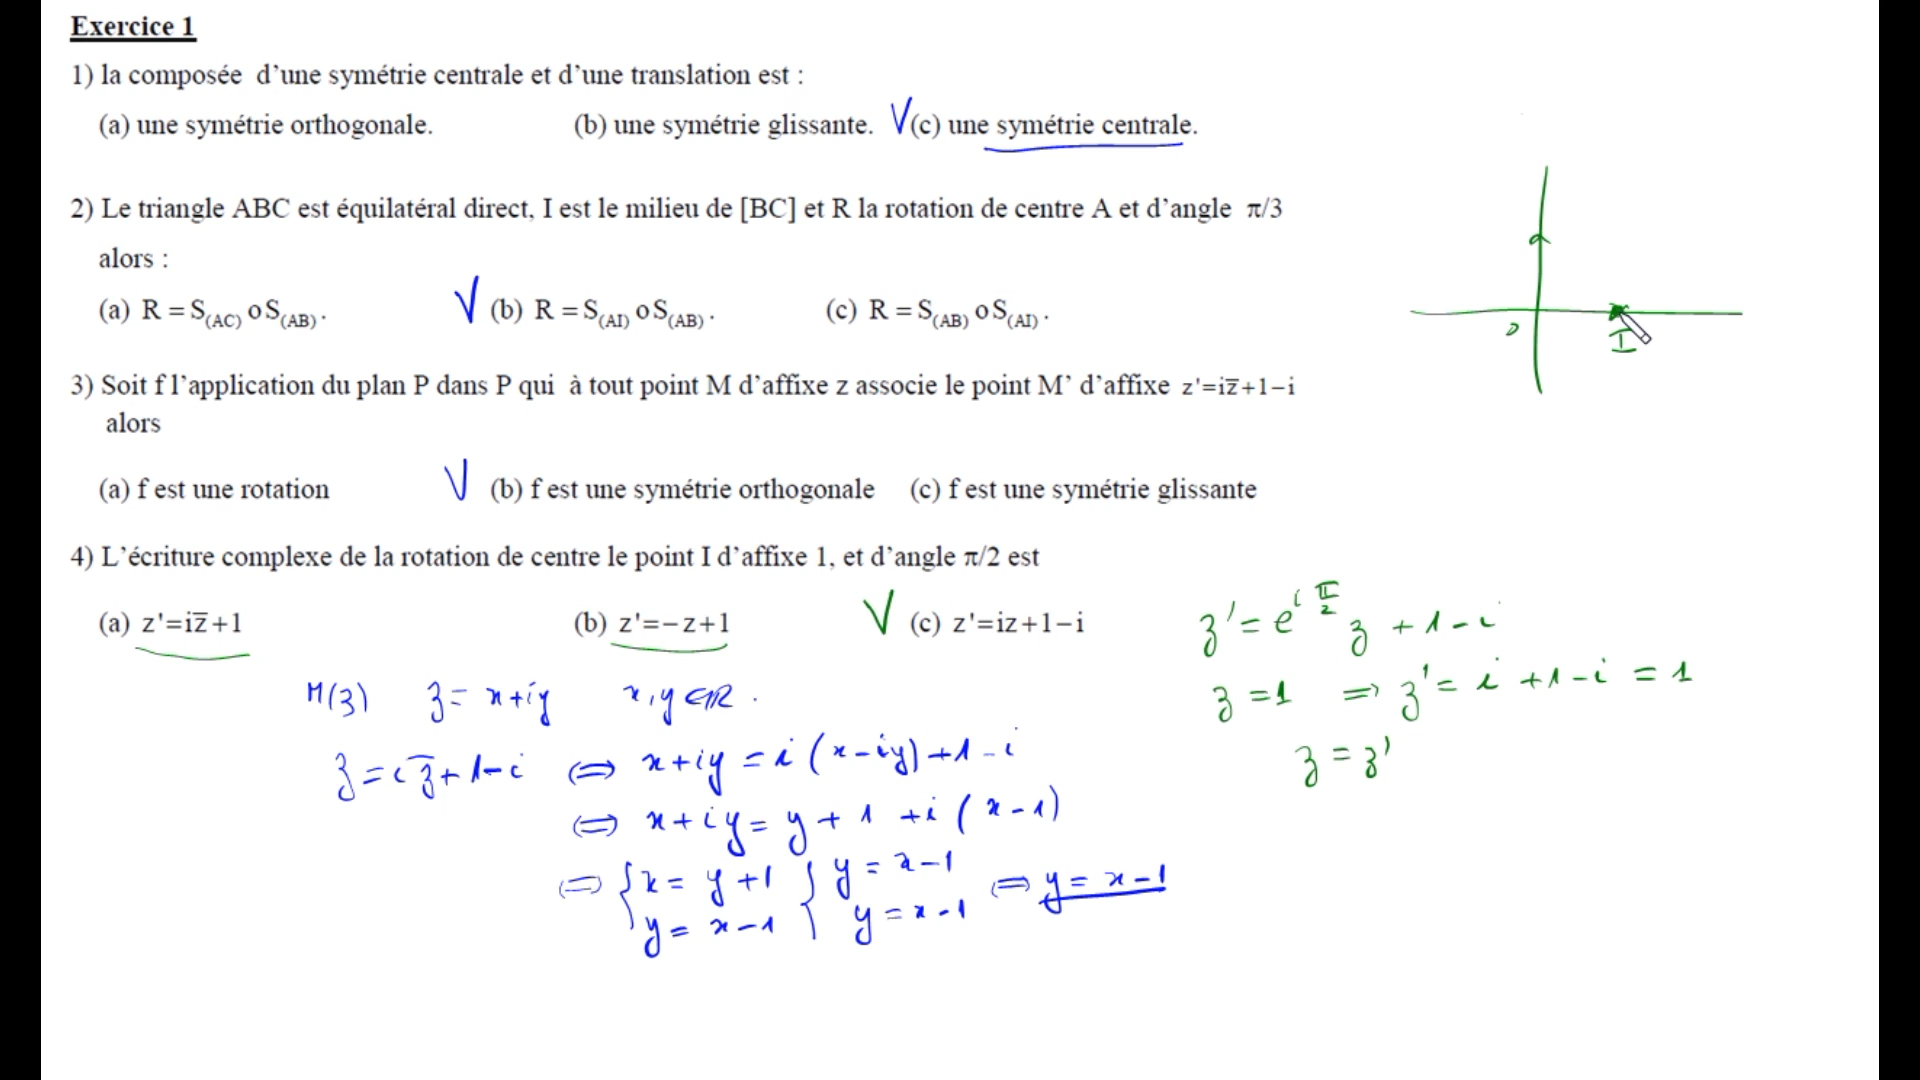 Exercice 1
1) la composée d’une symétrie centrale et d’une translation est :
(a) une symétrie orthogonale. (b) une symétrie glissante. V (c) une symétrie centrale.
2) Le triangle ABC est équilatéral direct, I est le milieu de [BC] et R la rotation de centre A et d’angle π/3
alors :
(a) R = S(AC) o S(AB) . V (b) R = S(AI) o S(AB) . (c) R = S(AB) o S(AI) .
0
I
3) Soit f l’application du plan P dans P qui à tout point M d’affixe z associe le point M’ d’affixe z'=iz̅+1−i
alors
(a) f est une rotation V (b) f est une symétrie orthogonale (c) f est une symétrie glissante
4) L’écriture complexe de la rotation de centre le point I d’affixe 1, et d’angle π/2 est
(a) z'=iz̅+1 (b) z'=−z+1 V (c) z'=iz+1−i
z' = e^{i π/2} z + 1 - i
z = 1 ⇒ z' = i + 1 - i = 1
z = z'
M(z) z = x+iy x,y ∈ ℝ .
z = i z̅ + 1 - i ⇔ x+iy = i (x-iy) + 1 - i
⇔ x+iy = y + 1 + i (x-1)
⇔ { x = y +1 { y = x-1 ⇔ y = x-1
y = x-1 y = x-1